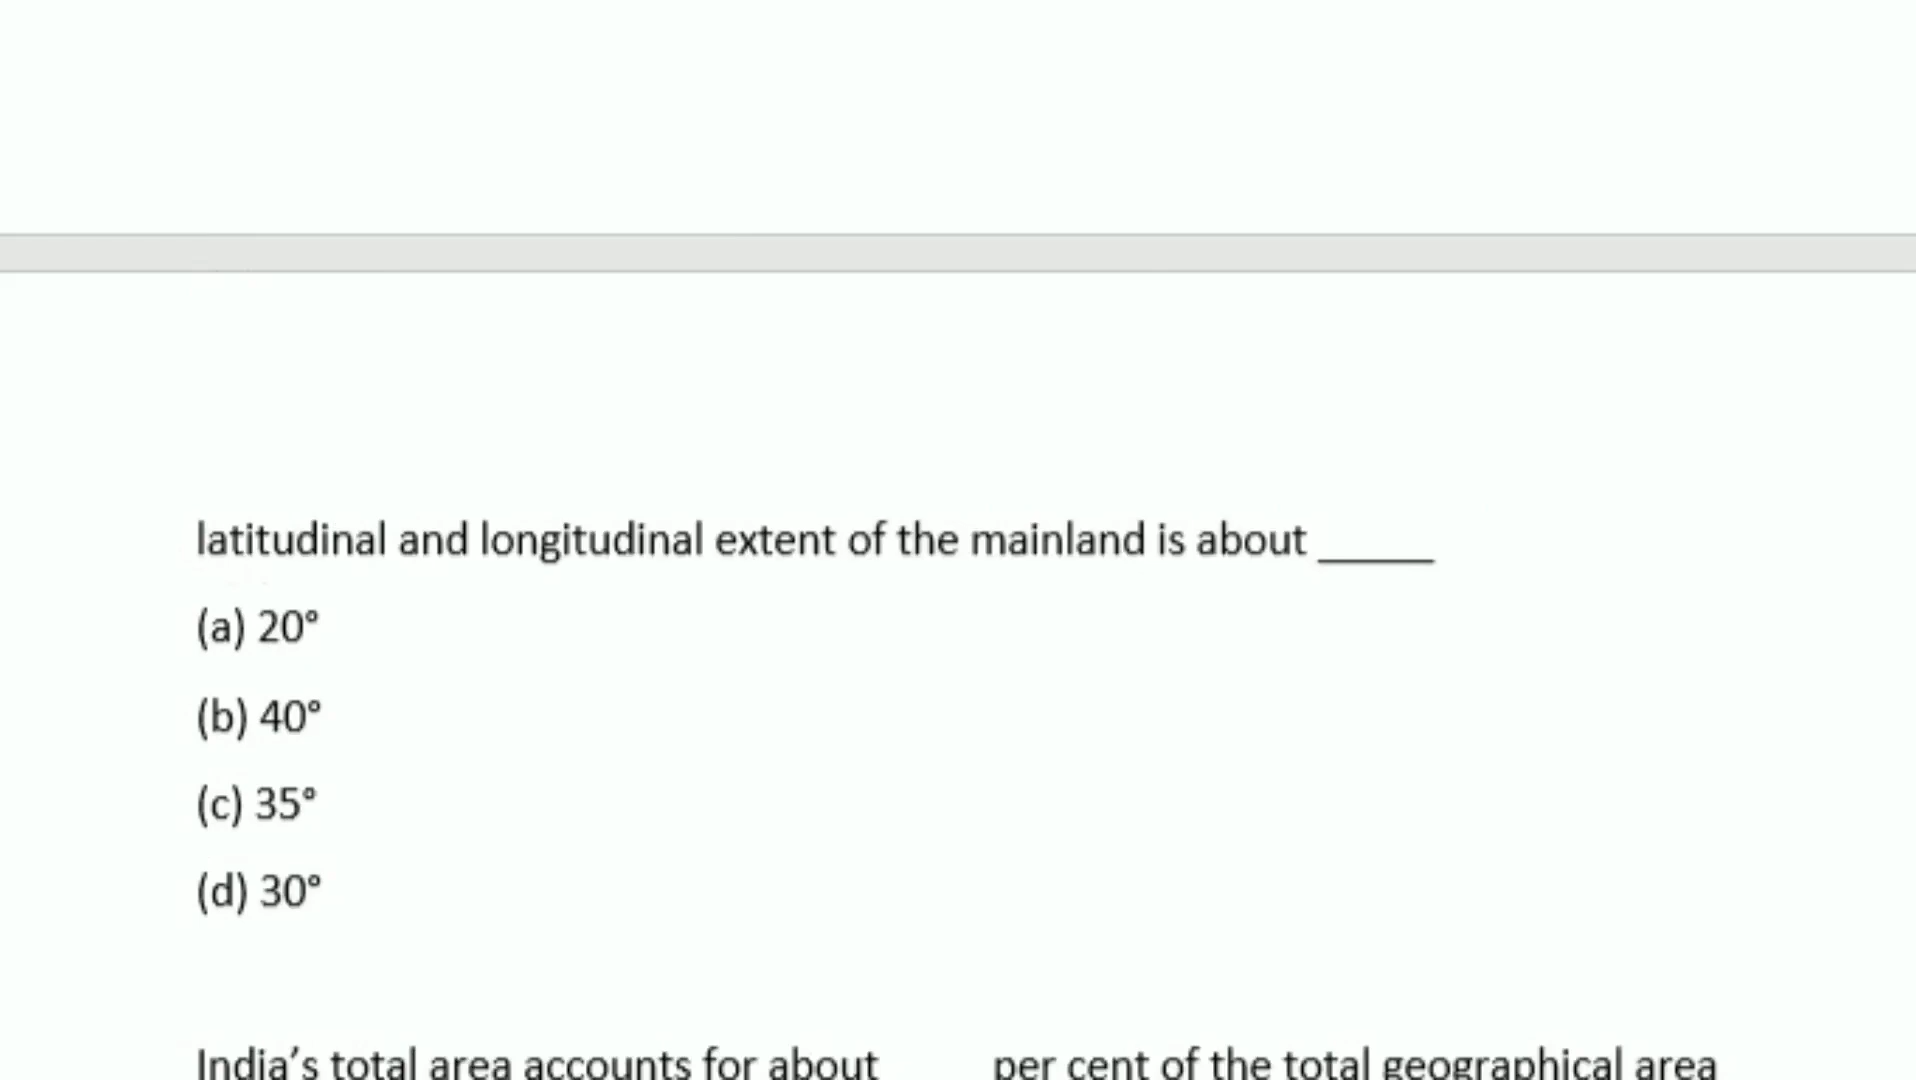 latitudinal and longitudinal extent of the mainland is about _____
(a) 20°
(b) 40°
(c) 35°
(d) 30°
India’s total area accounts for about per cent of the total geographical area